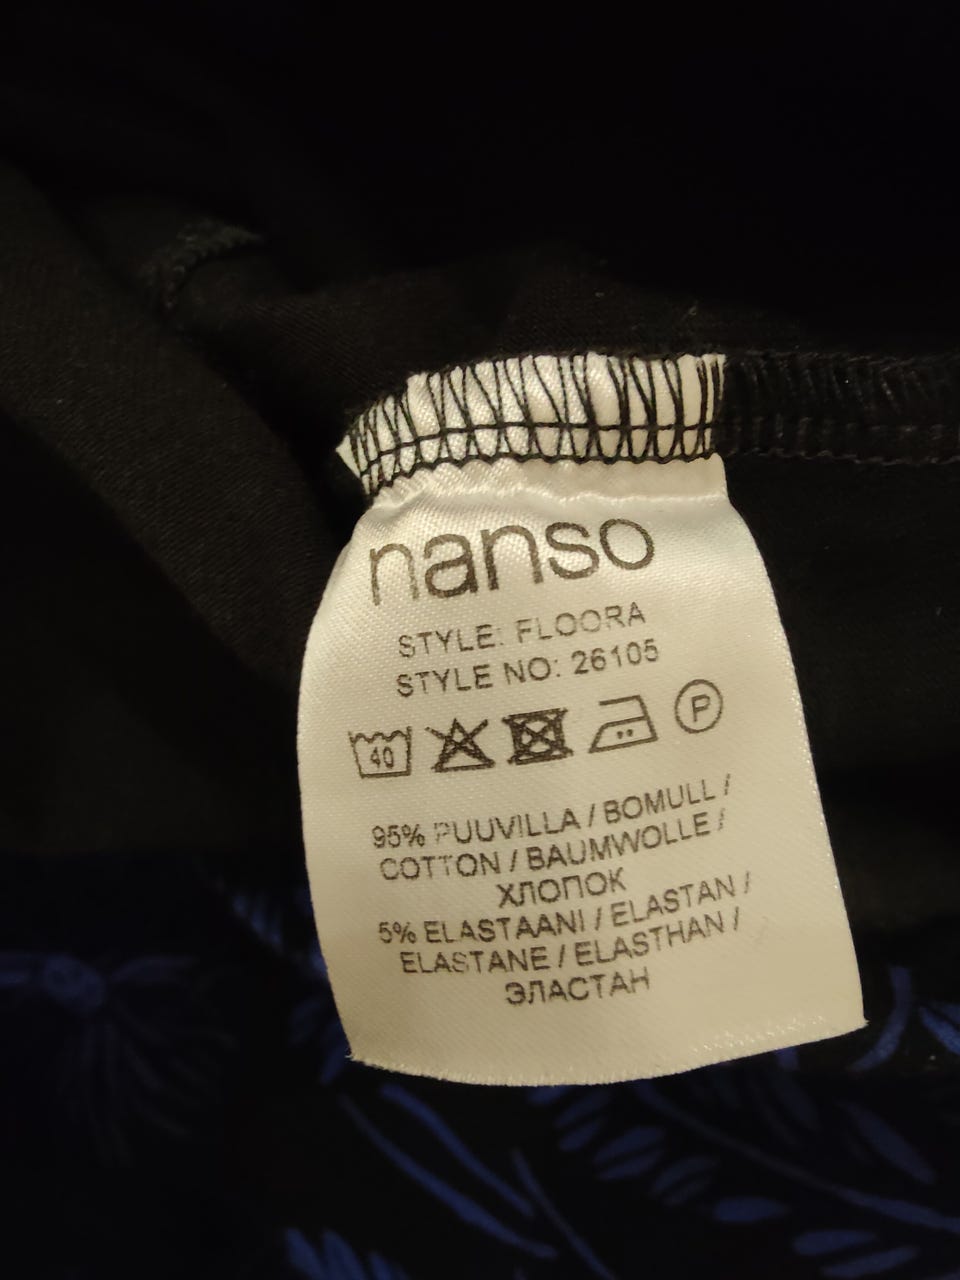 nanso
STYLE: FLOORA
STYLE NO: 26105
40 P
95% PUUVILLA / BOMULL /
COTTON / BAUMWOLLE /
ХЛОПОК
5% ELASTAANI / ELASTAN /
ELASTANE / ELASTHAN /
ЭЛАСТАН